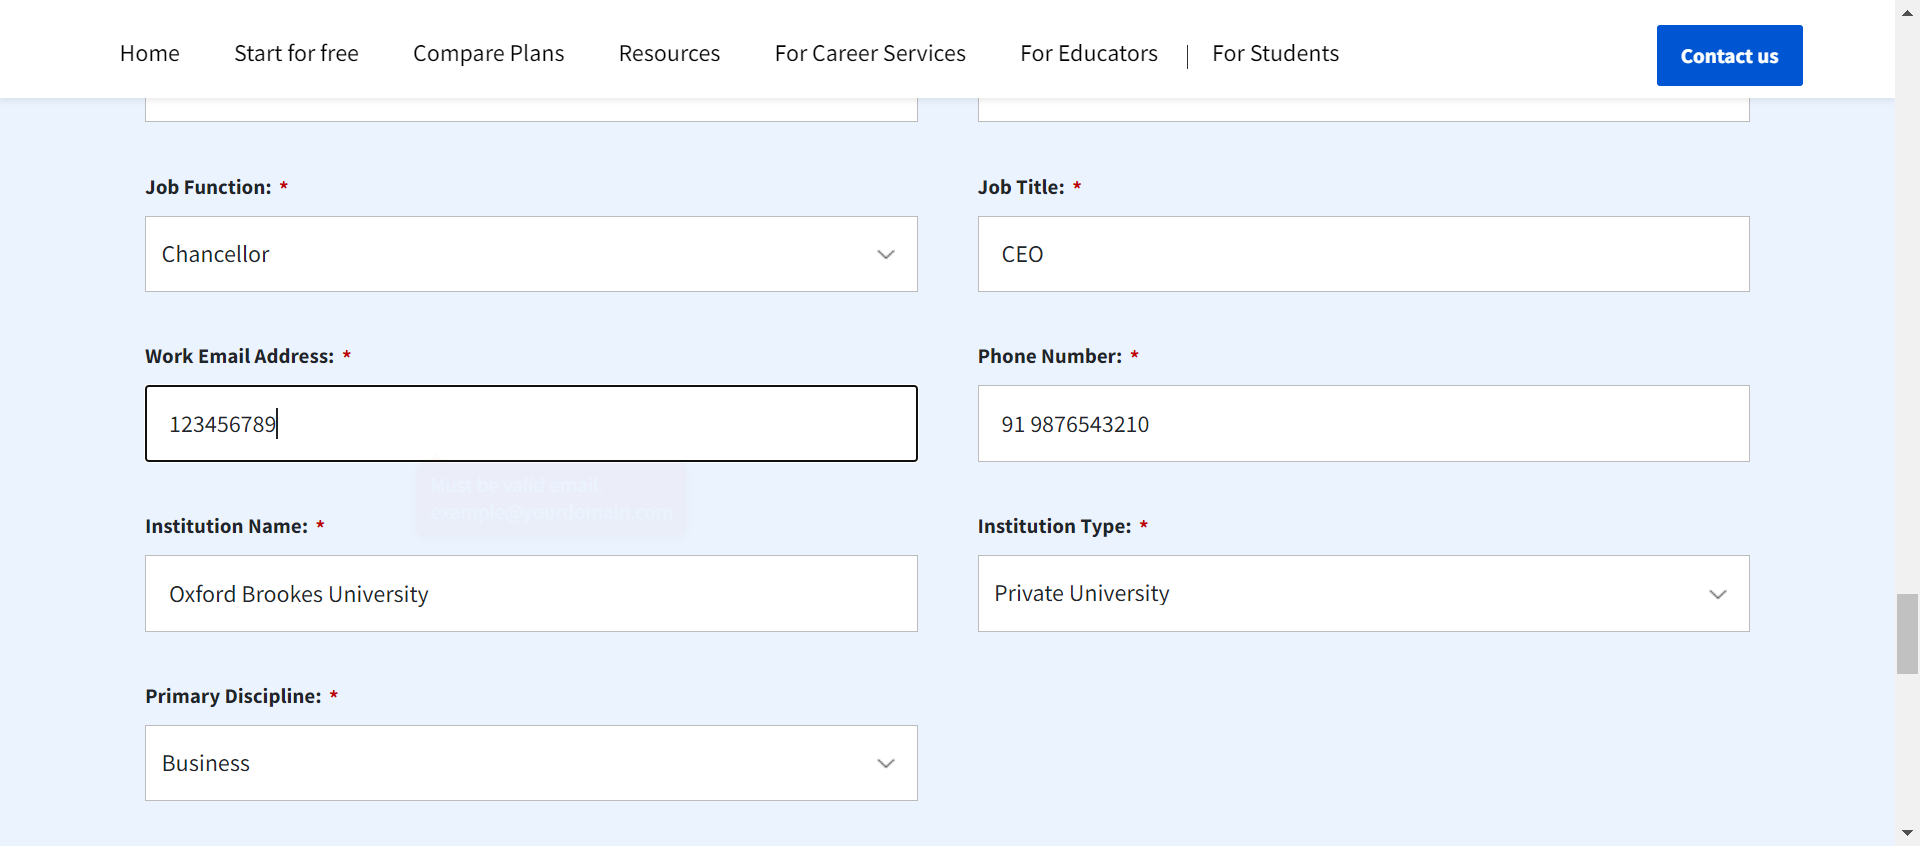 Home Start for free Compare Plans Resources For Career Services For Educators | For Students Contact us
Job Function: * Job Title: *
Chancellor CEO
Work Email Address: * Phone Number: *
123456789 91 9876543210
Must be valid email.
example@yourdomain.com
Institution Name: * Institution Type: *
Oxford Brookes University Private University
Primary Discipline: *
Business